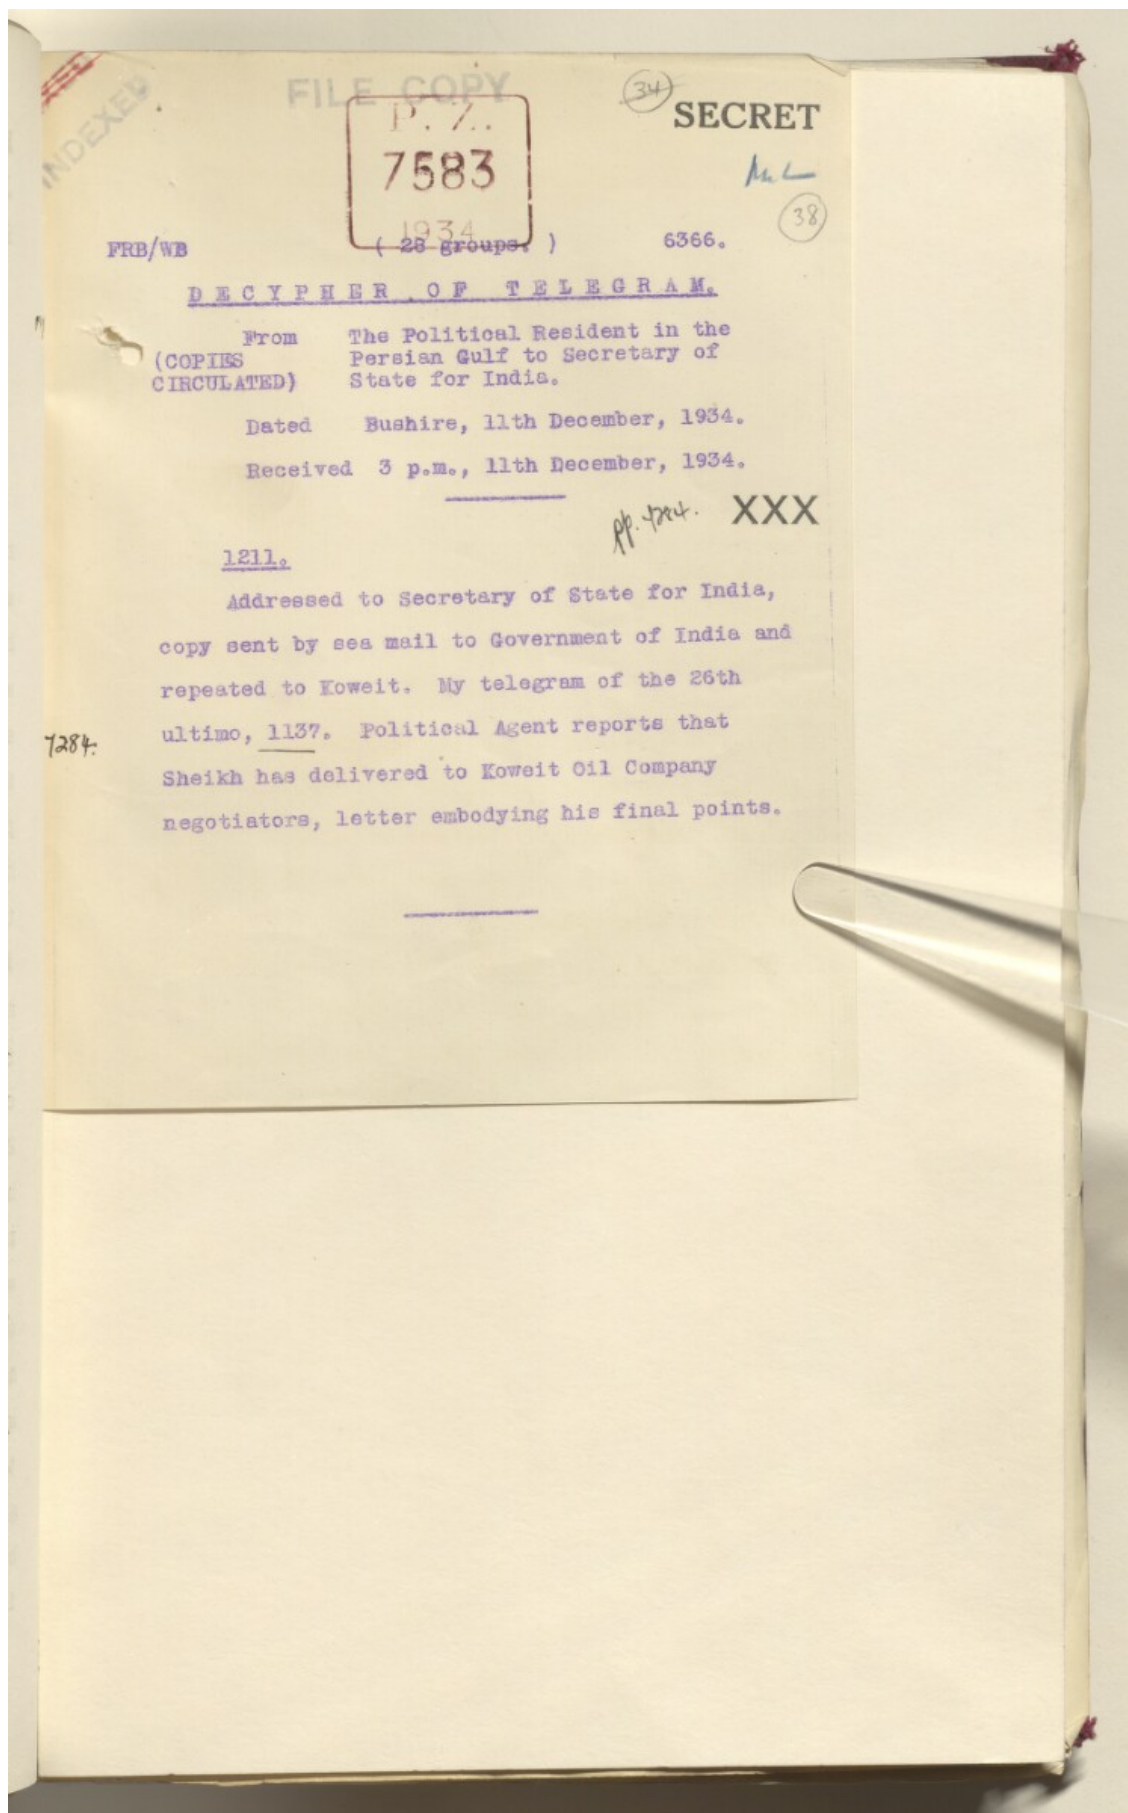 INDEXED
FILE COPY
34
SECRET
P. Z.
7583
1934
38
FRB/WB ( 28 groups. ) 6366.
DECYPHER OF TELEGRAM.
From The Political Resident in the
(COPIES Persian Gulf to Secretary of
CIRCULATED) State for India.
Dated Bushire, 11th December, 1934.
Received 3 p.m., 11th December, 1934.
pp. 7284. XXX
1211.
Addressed to Secretary of State for India,
copy sent by sea mail to Government of India and
repeated to Koweit. My telegram of the 26th
7284. ultimo, 1137. Political Agent reports that
Sheikh has delivered to Koweit Oil Company
negotiators, letter embodying his final points.